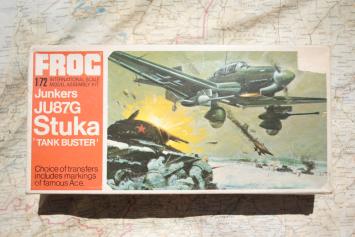 FROG
1/72 INTERNATIONAL SCALE
MODEL ASSEMBLY KIT
Junkers
JU87G
Stuka
'TANK BUSTER'
Choice of transfers
includes markings
of famous Ace.